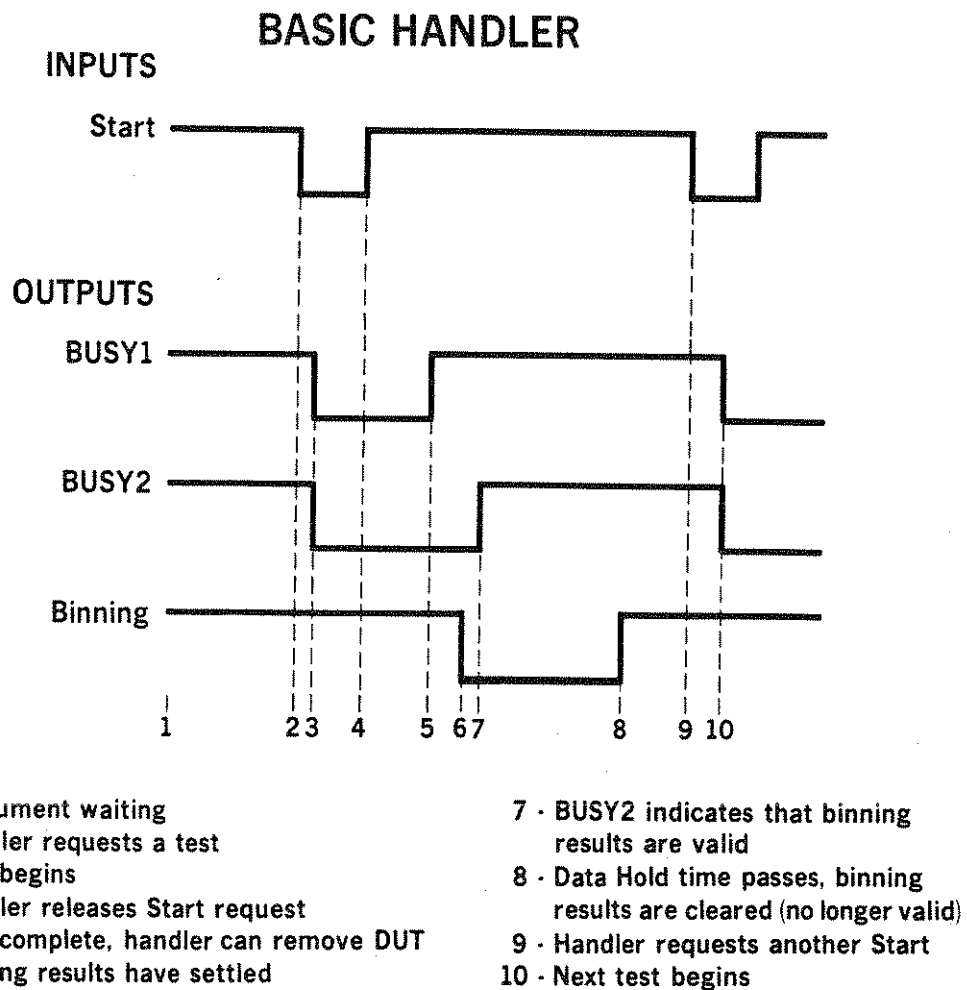 BASIC HANDLER
INPUTS
Start
OUTPUTS
BUSY1
BUSY2
Binning
1 2 3 4 5 6 7 8 9 10
ument waiting
ler requests a test
begins
ler releases Start request
complete, handler can remove DUT
ng results have settled
7 - BUSY2 indicates that binning
results are valid
8 - Data Hold time passes, binning
results are cleared (no longer valid)
9 - Handler requests another Start
10 - Next test begins